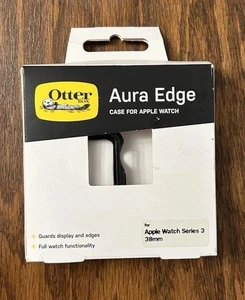 Otter
BOX
Aura Edge
CASE FOR APPLE WATCH
Guards display and edges
Full watch functionality
for
Apple Watch Series 3
38mm